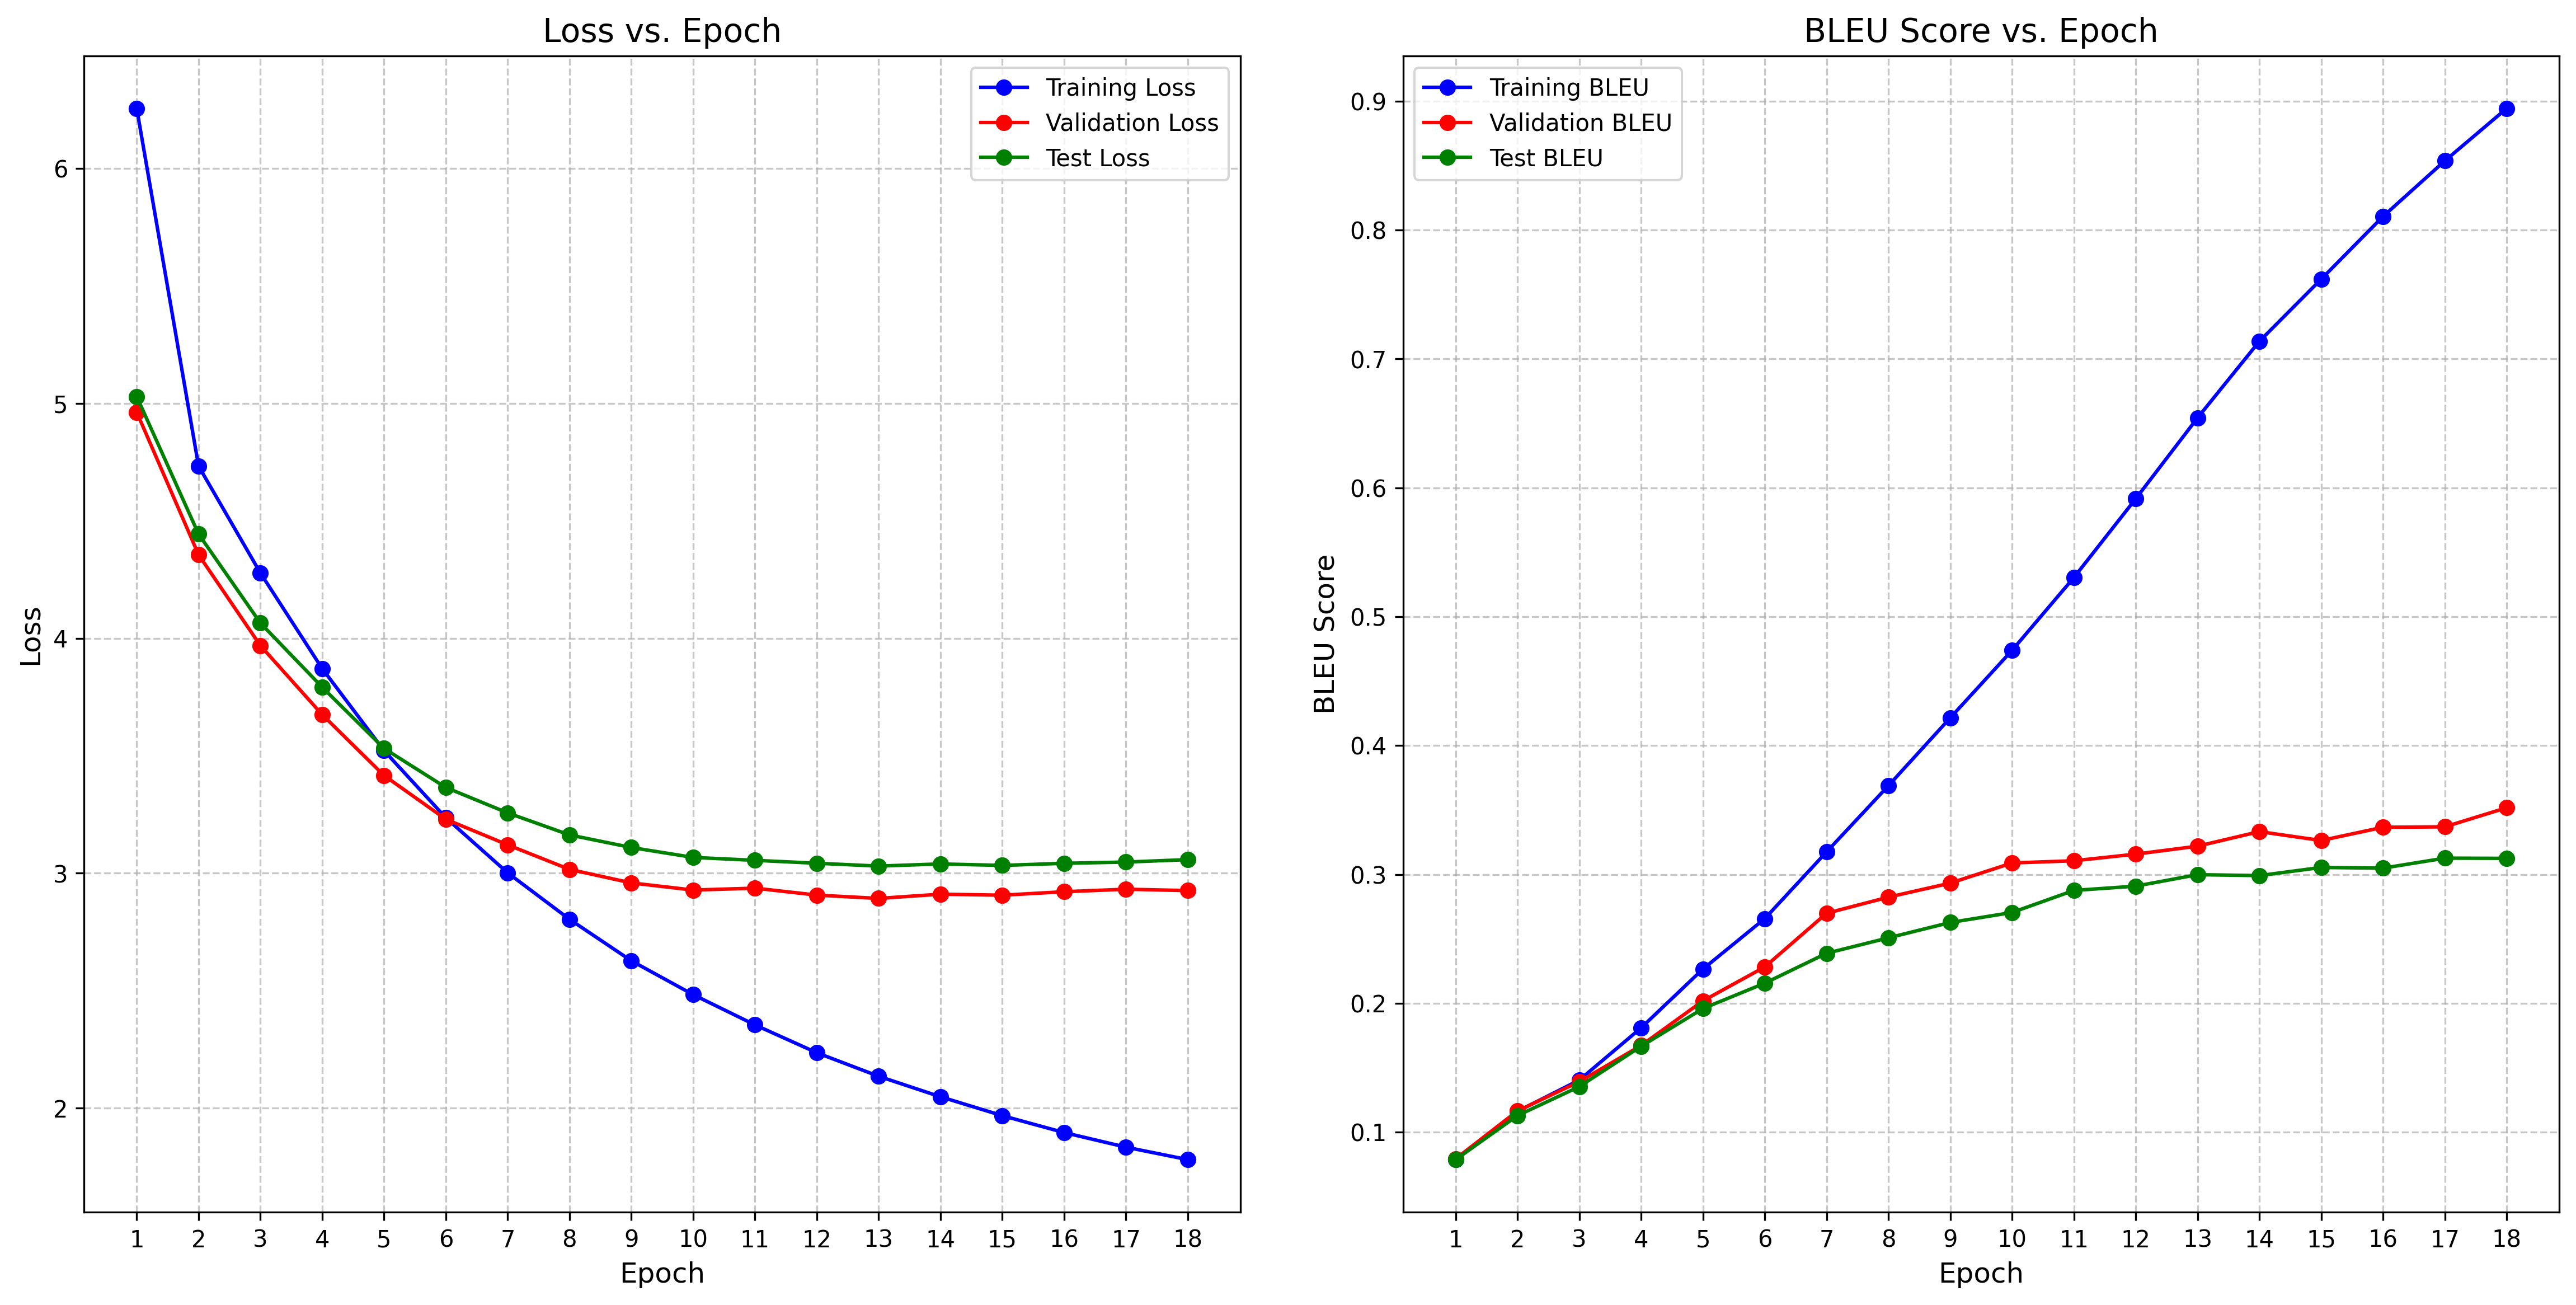 Loss vs. Epoch
Training Loss
Validation Loss
Test Loss
6
5
4
3
2
Loss
1 2 3 4 5 6 7 8 9 10 11 12 13 14 15 16 17 18
Epoch
BLEU Score vs. Epoch
Training BLEU
Validation BLEU
Test BLEU
0.9
0.8
0.7
0.6
0.5
0.4
0.3
0.2
0.1
BLEU Score
1 2 3 4 5 6 7 8 9 10 11 12 13 14 15 16 17 18
Epoch